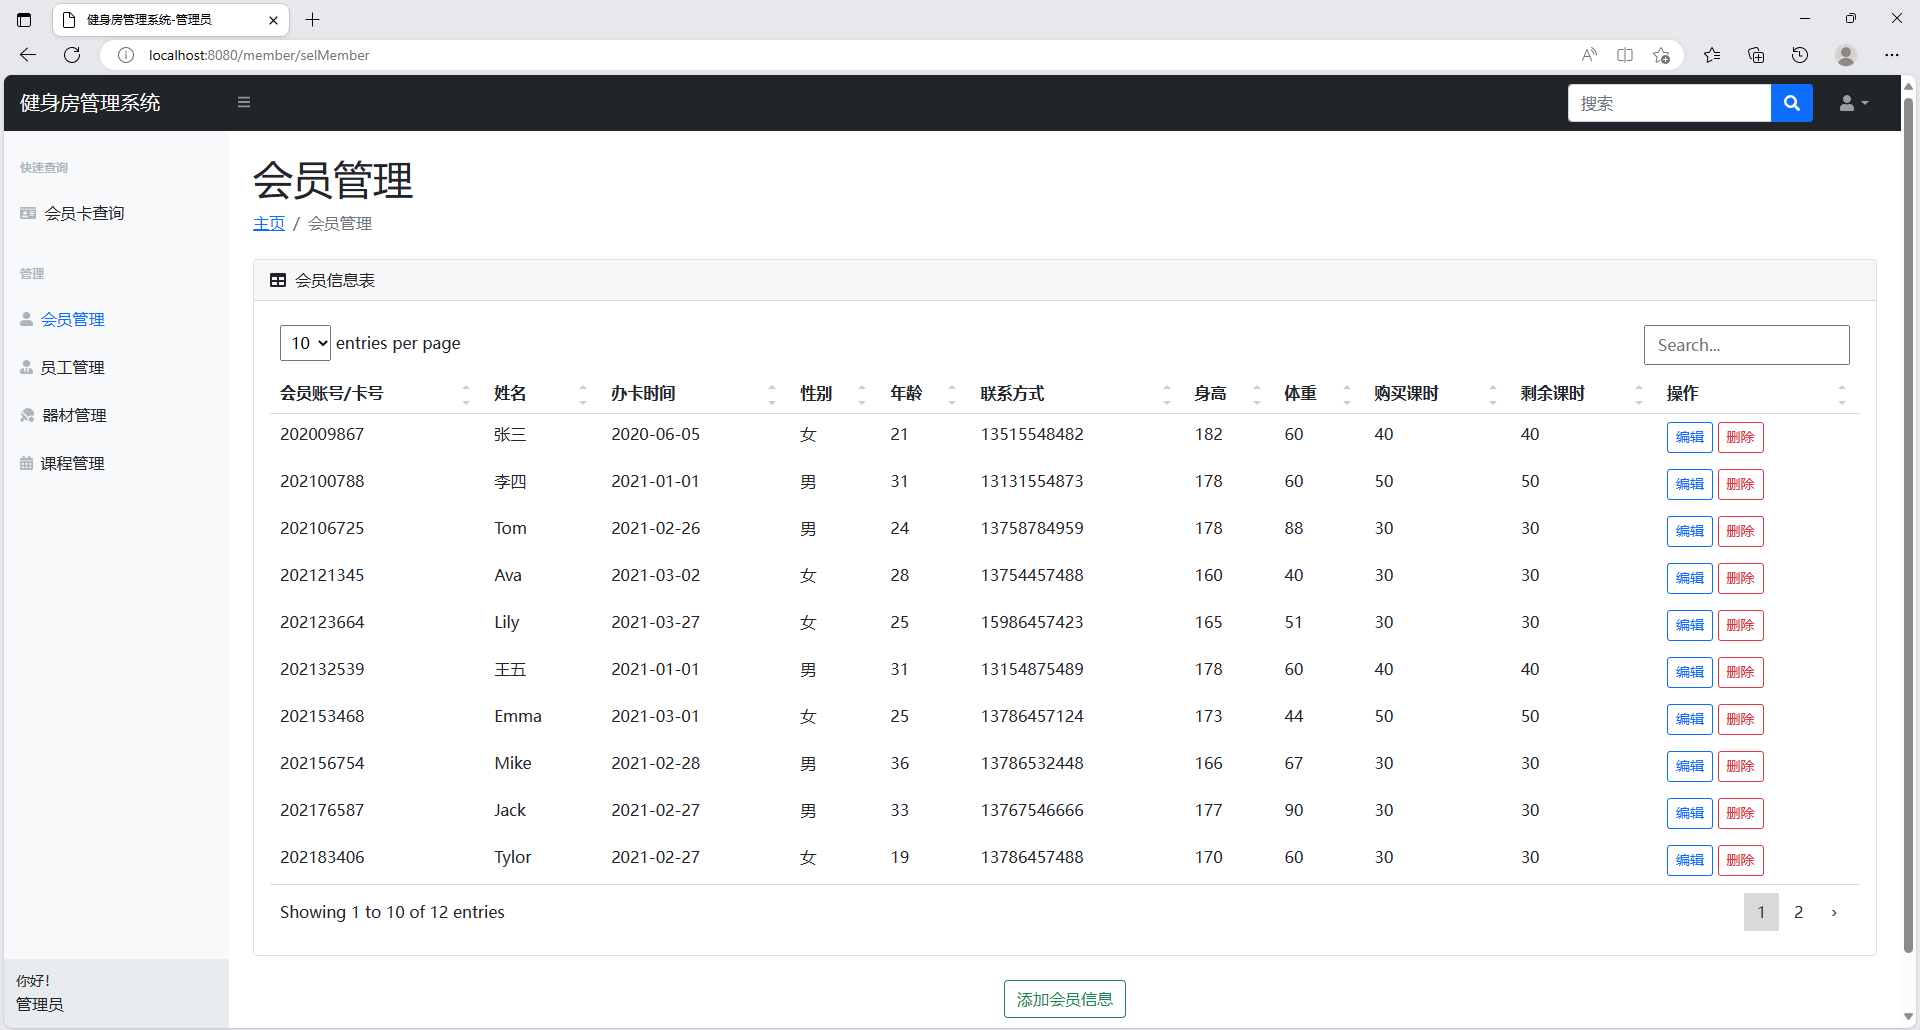 健身房管理系统-管理员
localhost:8080/member/selMember
健身房管理系统
搜索
快速查询
会员卡查询
管理
会员管理
员工管理
器材管理
课程管理
你好!
管理员
会员管理
主页 / 会员管理
会员信息表
10 entries per page
Search...
会员账号/卡号 姓名 办卡时间 性别 年龄 联系方式 身高 体重 购买课时 剩余课时 操作
202009867 张三 2020-06-05 女 21 13515548482 182 60 40 40 编辑 删除
202100788 李四 2021-01-01 男 31 13131554873 178 60 50 50 编辑 删除
202106725 Tom 2021-02-26 男 24 13758784959 178 88 30 30 编辑 删除
202121345 Ava 2021-03-02 女 28 13754457488 160 40 30 30 编辑 删除
202123664 Lily 2021-03-27 女 25 15986457423 165 51 30 30 编辑 删除
202132539 王五 2021-01-01 男 31 13154875489 178 60 40 40 编辑 删除
202153468 Emma 2021-03-01 女 25 13786457124 173 44 50 50 编辑 删除
202156754 Mike 2021-02-28 男 36 13786532448 166 67 30 30 编辑 删除
202176587 Jack 2021-02-27 男 33 13767546666 177 90 30 30 编辑 删除
202183406 Tylor 2021-02-27 女 19 13786457488 170 60 30 30 编辑 删除
Showing 1 to 10 of 12 entries
1 2 ›
添加会员信息